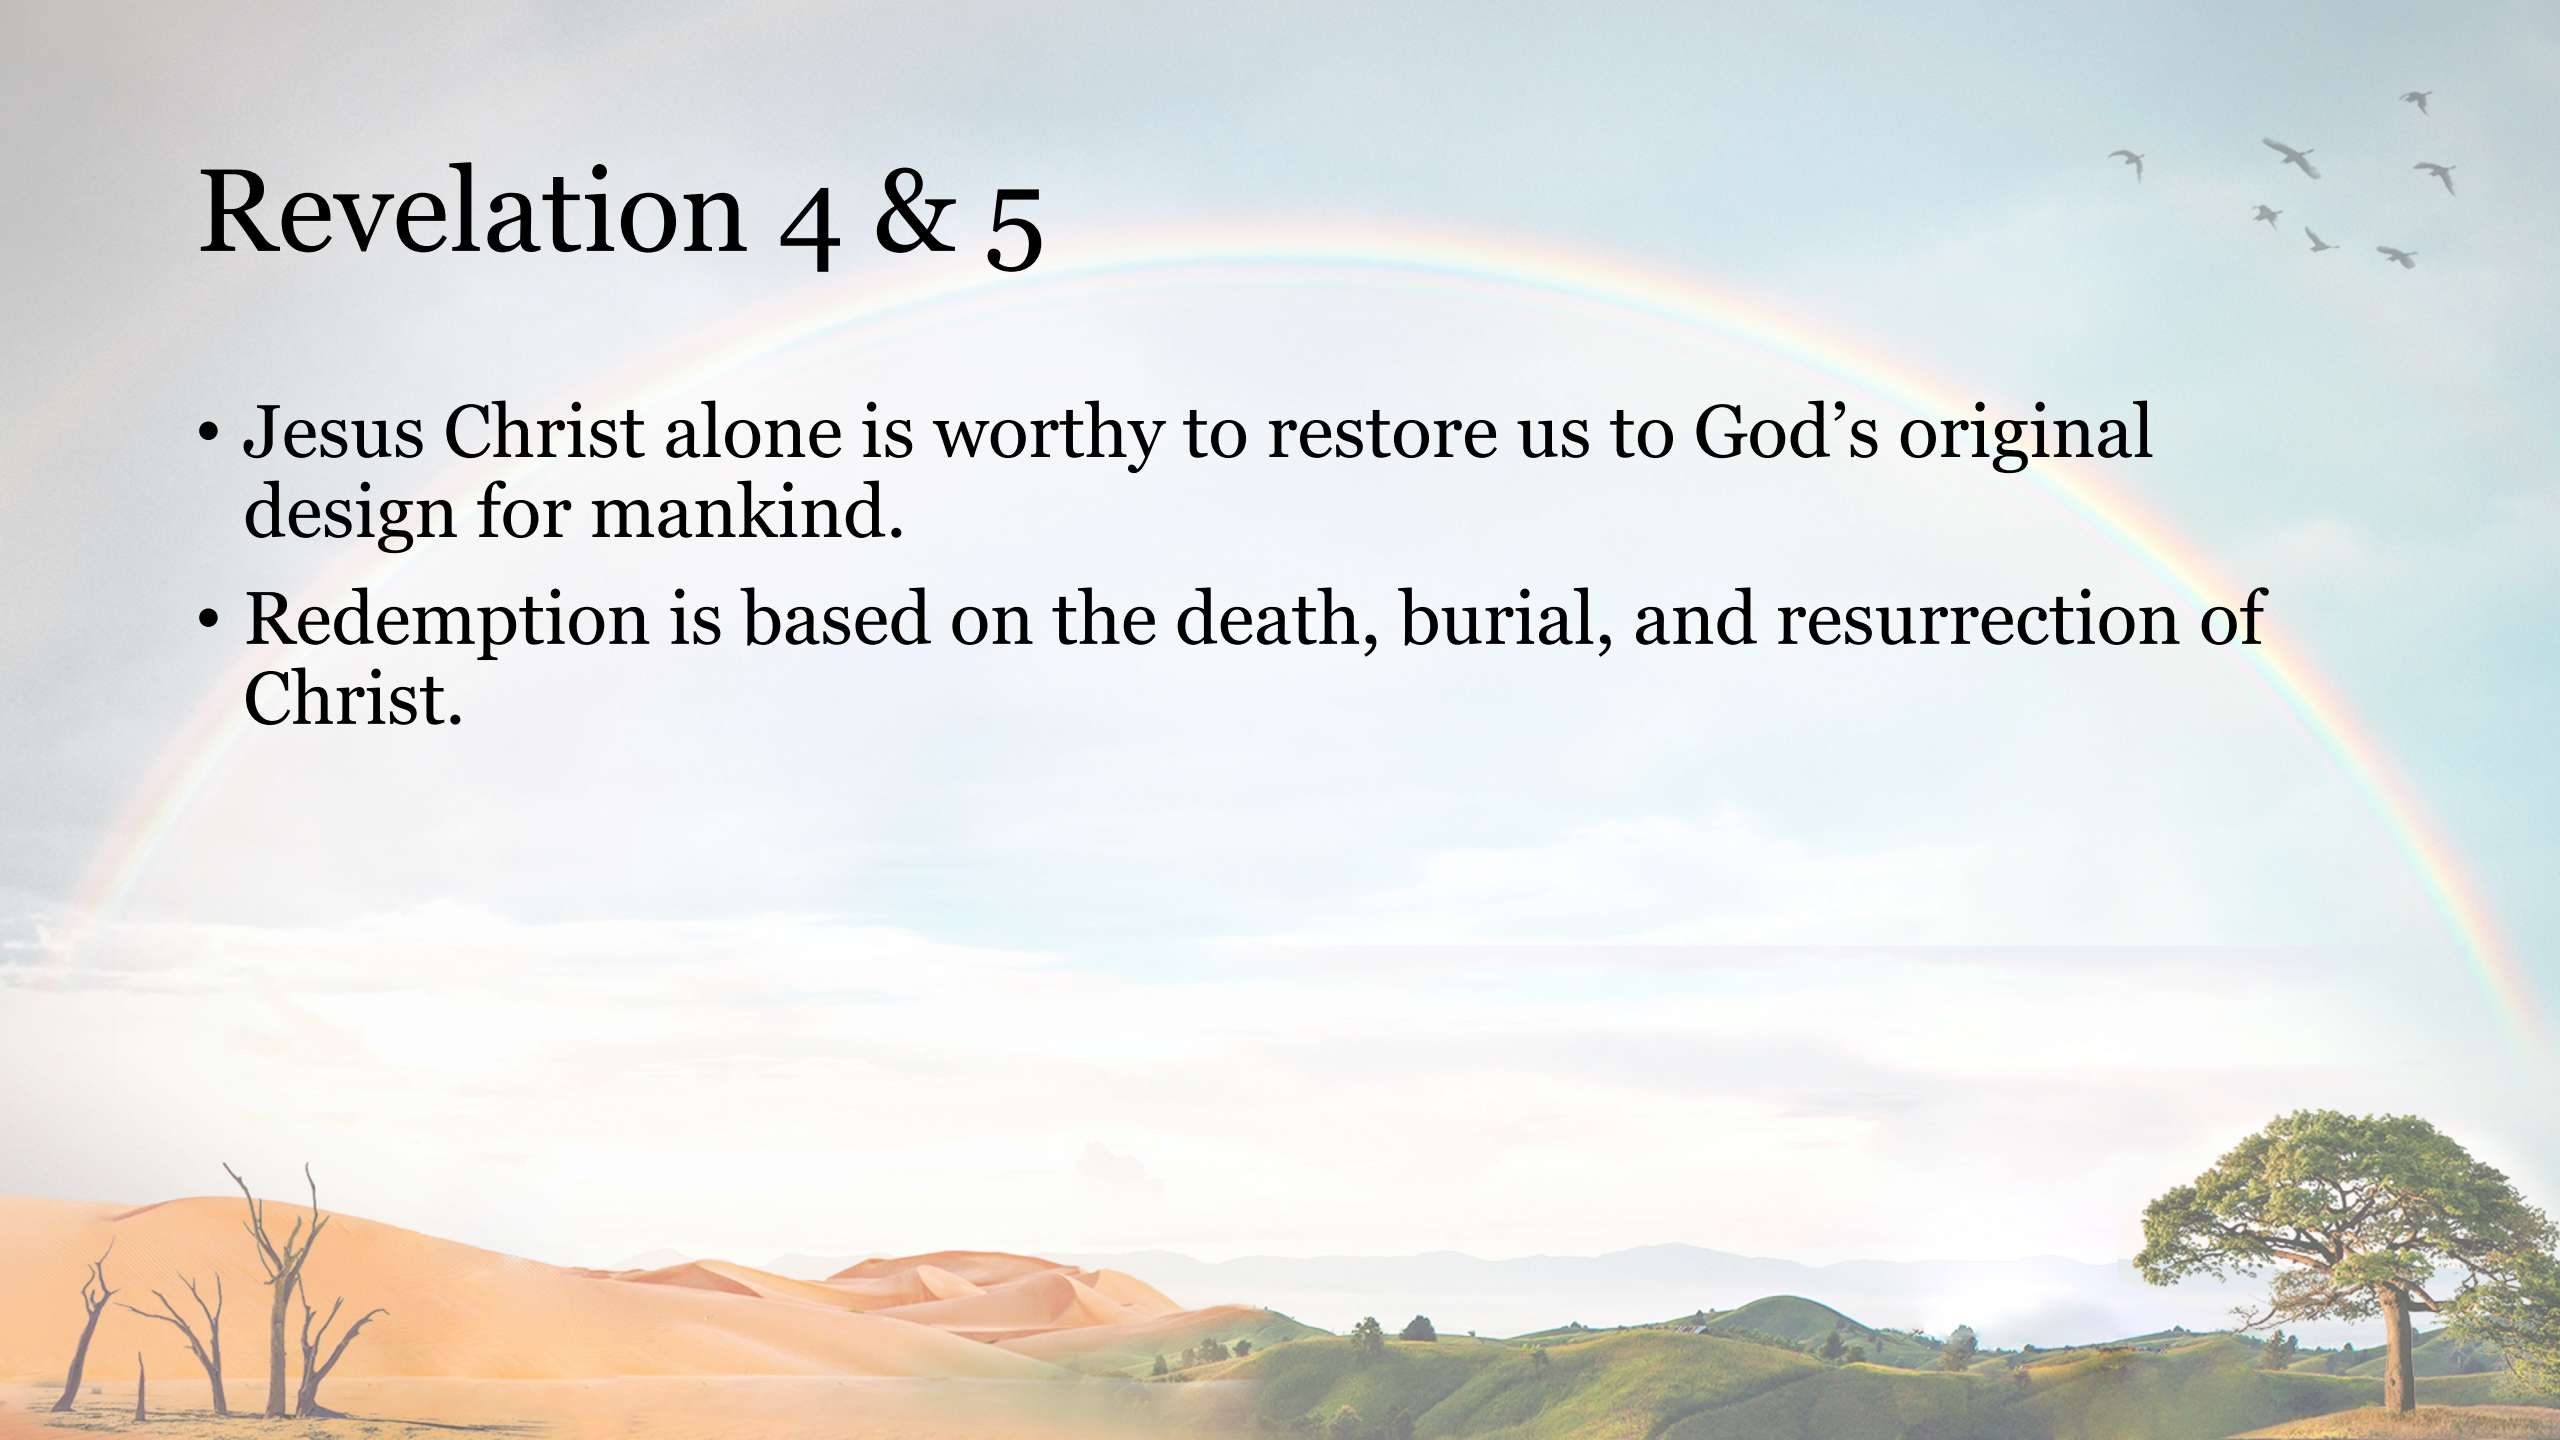 Revelation 4 & 5
• Jesus Christ alone is worthy to restore us to God’s original
design for mankind.
• Redemption is based on the death, burial, and resurrection of
Christ.